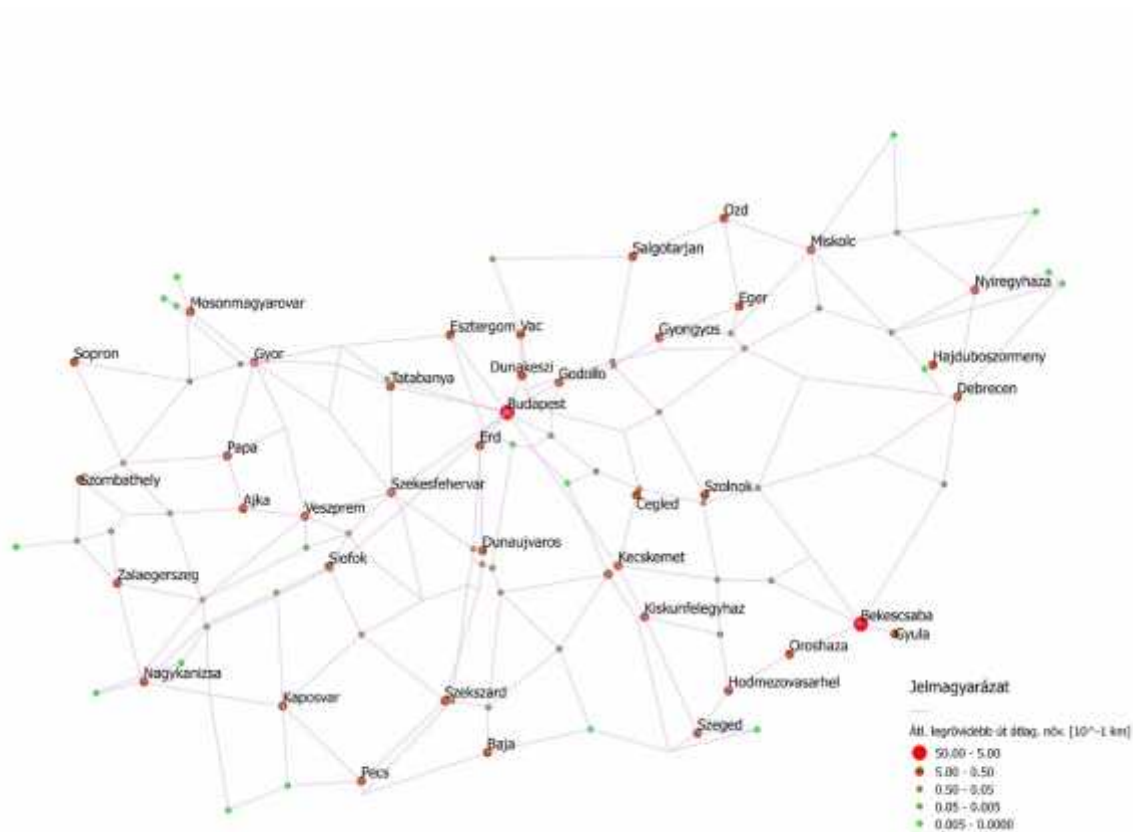 Ozd
Salgotarjan
Miskolc
Nyiregyhaza
Mosonmagyarovar
Eger
Esztergom
Vac
Gyongyos
Sopron
Gyor
Hajduboszormeny
Dunakeszi
Godollo
Tatabanya
Debrecen
Budapest
Erd
Papa
Szombathely
Szekesfehervar
Szolnok
Ajka
Cegled
Veszprem
Dunaujvaros
Siofok
Kecskemet
Zalaegerszeg
Kiskunfelegyhaz
Bekescsaba
Gyula
Oroshaza
Nagykanizsa
Hodmezovasarhel
Kaposvar
Szekszard
Szeged
Baja
Pecs
Jelmagyarázat
Átl. legrövidebb út átlag. növ. [10^-1 km]
50.00 - 5.00
5.00 - 0.50
0.50 - 0.05
0.05 - 0.005
0.005 - 0.0000